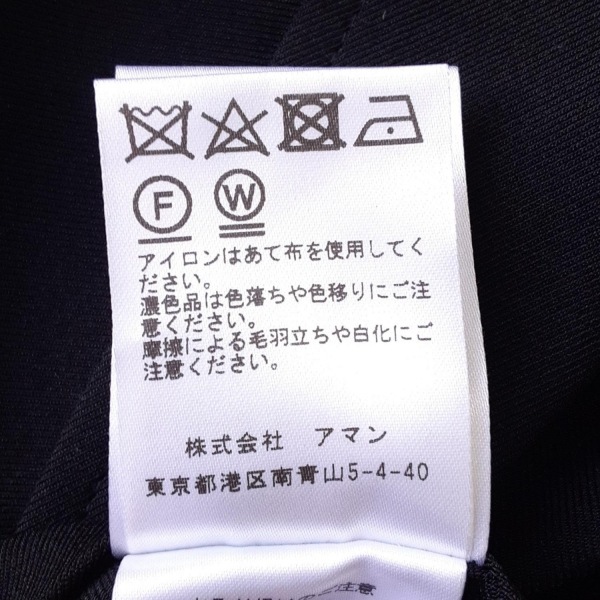 F W
アイロンはあて布を使用してく
ださい。
濃色品は色落ちや色移りにご注
意ください。
摩擦による毛羽立ちや白化にご
注意ください。
株式会社 アマン
東京都港区南青山5-4-40